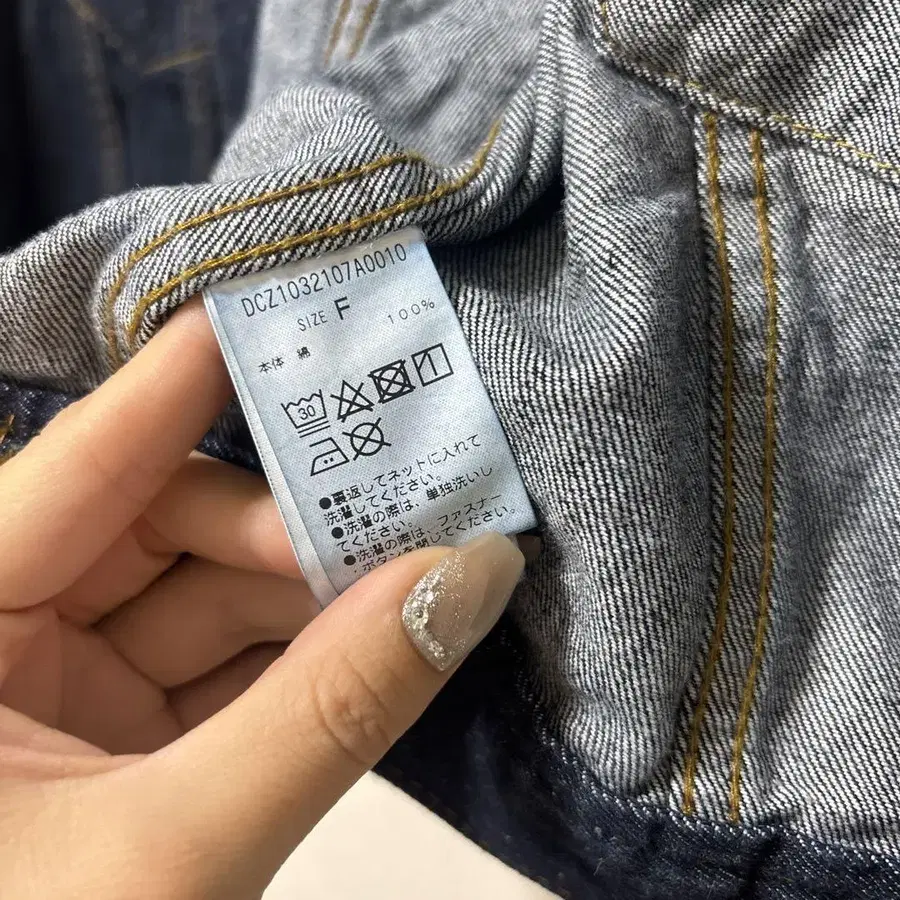 DCZ1032107A0010
SIZE F
本体 綿 100%
30
●裏返してネットに入れて
洗濯してください。
●洗濯の際は、単独洗いし
てください。
●洗濯の際は、ファスナー
・ボタンを閉じてください。